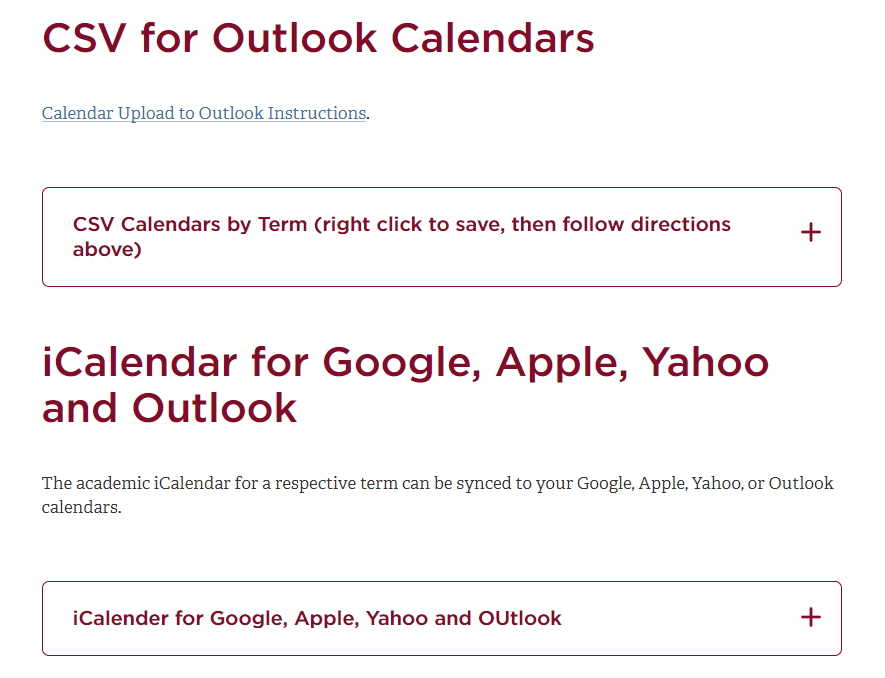 CSV for Outlook Calendars
Calendar Upload to Outlook Instructions.
CSV Calendars by Term (right click to save, then follow directions
above)
iCalendar for Google, Apple, Yahoo
and Outlook
The academic iCalendar for a respective term can be synced to your Google, Apple, Yahoo, or Outlook
calendars.
iCalender for Google, Apple, Yahoo and OUtlook